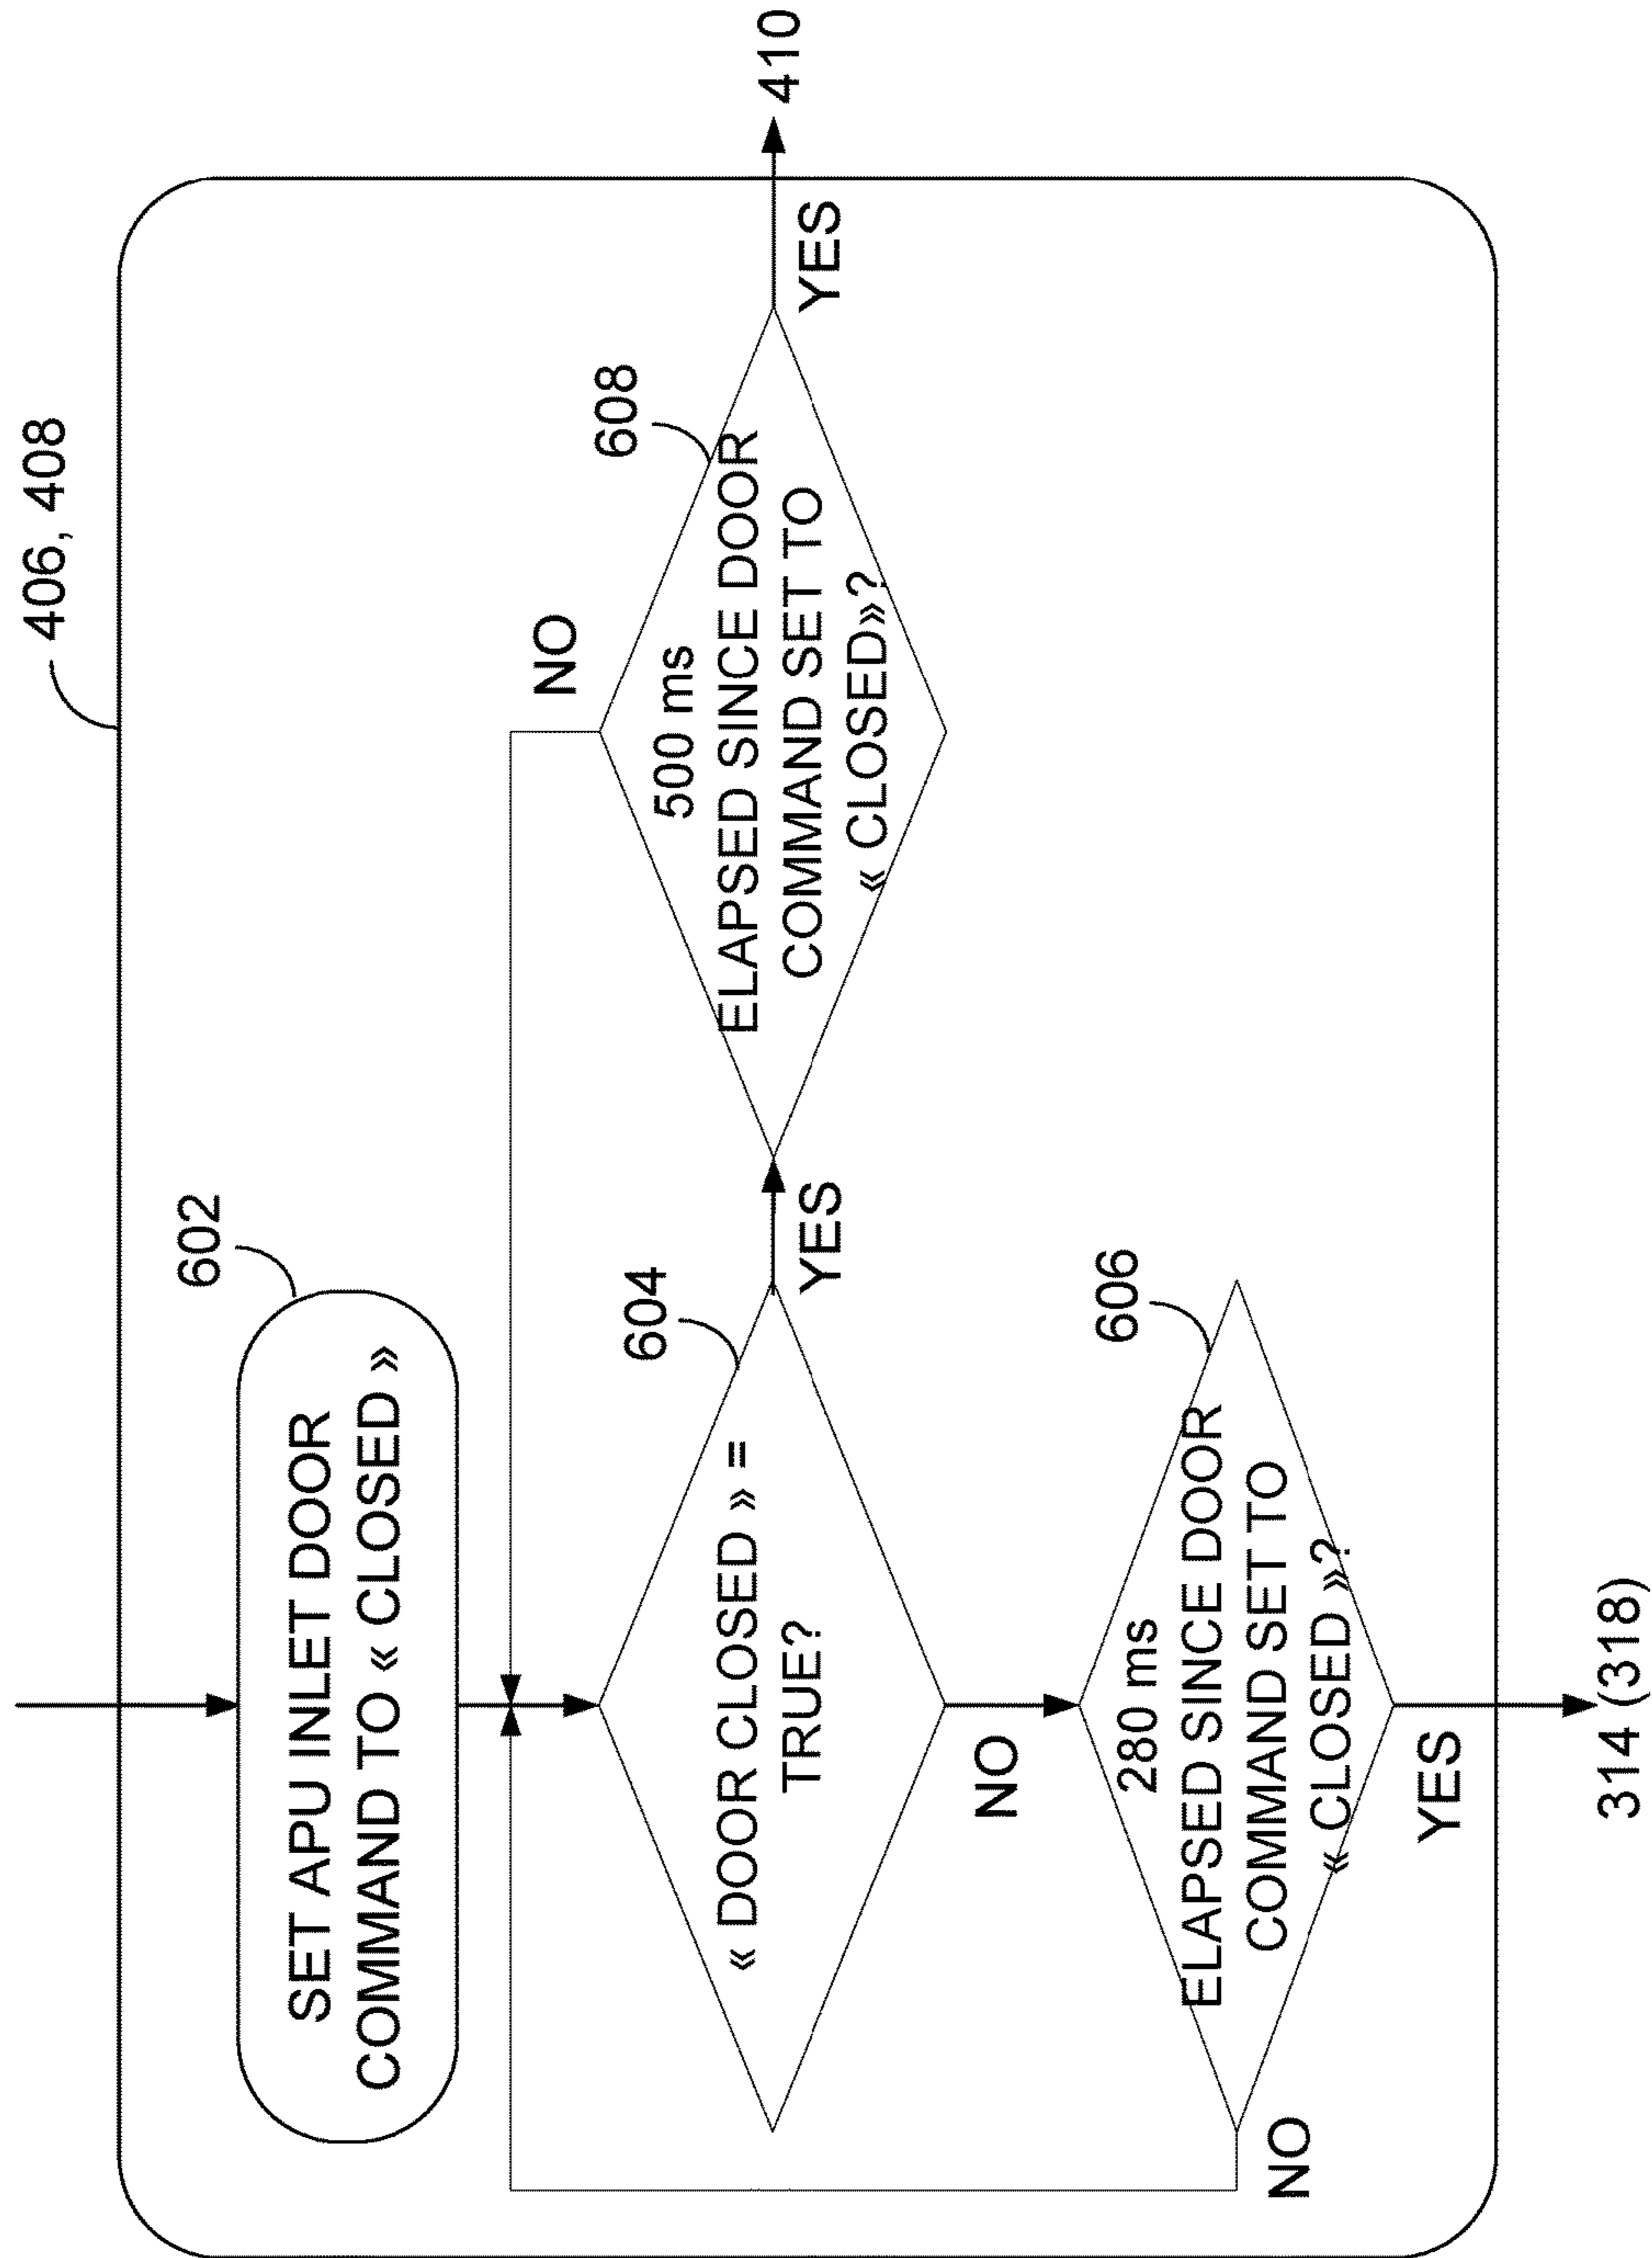 406, 408
602
SET APU INLET DOOR
COMMAND TO « CLOSED »
NO
604
« DOOR CLOSED » =
TRUE?
YES
608
500 ms
ELAPSED SINCE DOOR
COMMAND SET TO
« CLOSED»?
YES
410
NO
606
280 ms
ELAPSED SINCE DOOR
COMMAND SET TO
« CLOSED »?
NO
YES
314 (318)